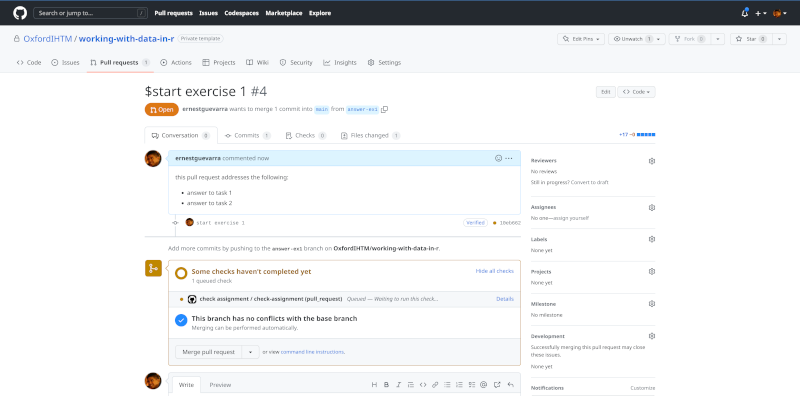 Search or jump to... /
Pull requests Issues Codespaces Marketplace Explore
OxfordIHTM / working-with-data-in-r Private template
Edit Pins Unwatch 1 Fork 0 Star 0
Code Issues Pull requests 1 Actions Projects Wiki Security Insights Settings
$start exercise 1 #4
Edit <> Code
Open ernestguevarra wants to merge 1 commit into main from answer-ex1
Conversation 0 Commits 1 Checks 0 Files changed 1
+17 −0
ernestguevarra commented now
this pull request addresses the following:
answer to task 1
answer to task 2
start exercise 1 Verified
Add more commits by pushing to the answer-ex1 branch on OxfordIHTM/working-with-data-in-r.
Some checks haven't completed yet Hide all checks
1 queued check
check assignment / check-assignment (pull_request) Queued — Waiting to run this check... Details
This branch has no conflicts with the base branch
Merging can be performed automatically.
Merge pull request or view command line instructions.
Write Preview
H B I
Reviewers
No reviews
Still in progress? Convert to draft
Assignees
No one—assign yourself
Labels
None yet
Projects
None yet
Milestone
No milestone
Development
Successfully merging this pull request may close
these issues.
None yet
Notifications Customise